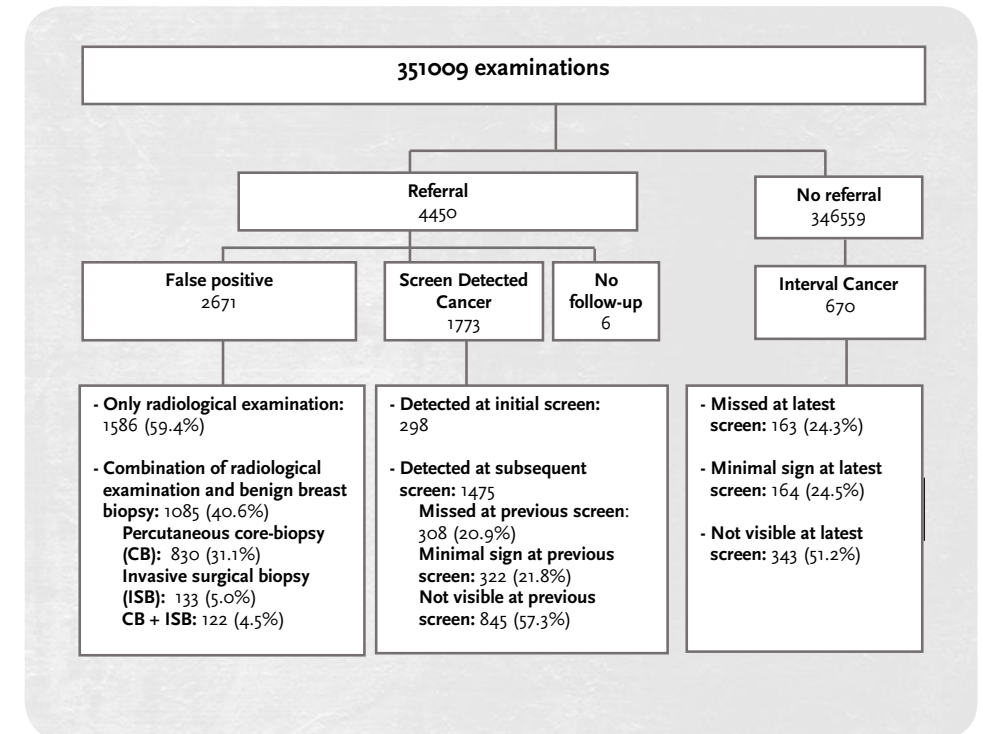 351009 examinations
Referral
4450
No referral
346559
False positive
2671
Screen Detected
Cancer
1773
No
follow-up
6
Interval Cancer
670
- Only radiological examination:
1586 (59.4%)
- Combination of radiological
examination and benign breast
biopsy: 1085 (40.6%)
Percutaneous core-biopsy
(CB): 830 (31.1%)
Invasive surgical biopsy
(ISB): 133 (5.0%)
CB + ISB: 122 (4.5%)
- Detected at initial screen:
298
- Detected at subsequent
screen: 1475
Missed at previous screen:
308 (20.9%)
Minimal sign at previous
screen: 322 (21.8%)
Not visible at previous
screen: 845 (57.3%)
- Missed at latest
screen: 163 (24.3%)
- Minimal sign at latest
screen: 164 (24.5%)
- Not visible at latest
screen: 343 (51.2%)